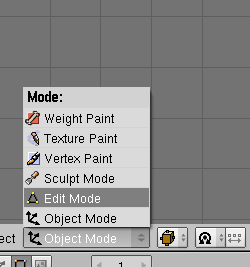 Mode:
Weight Paint
Texture Paint
Vertex Paint
Sculpt Mode
Edit Mode
Object Mode
ect Object Mode
1